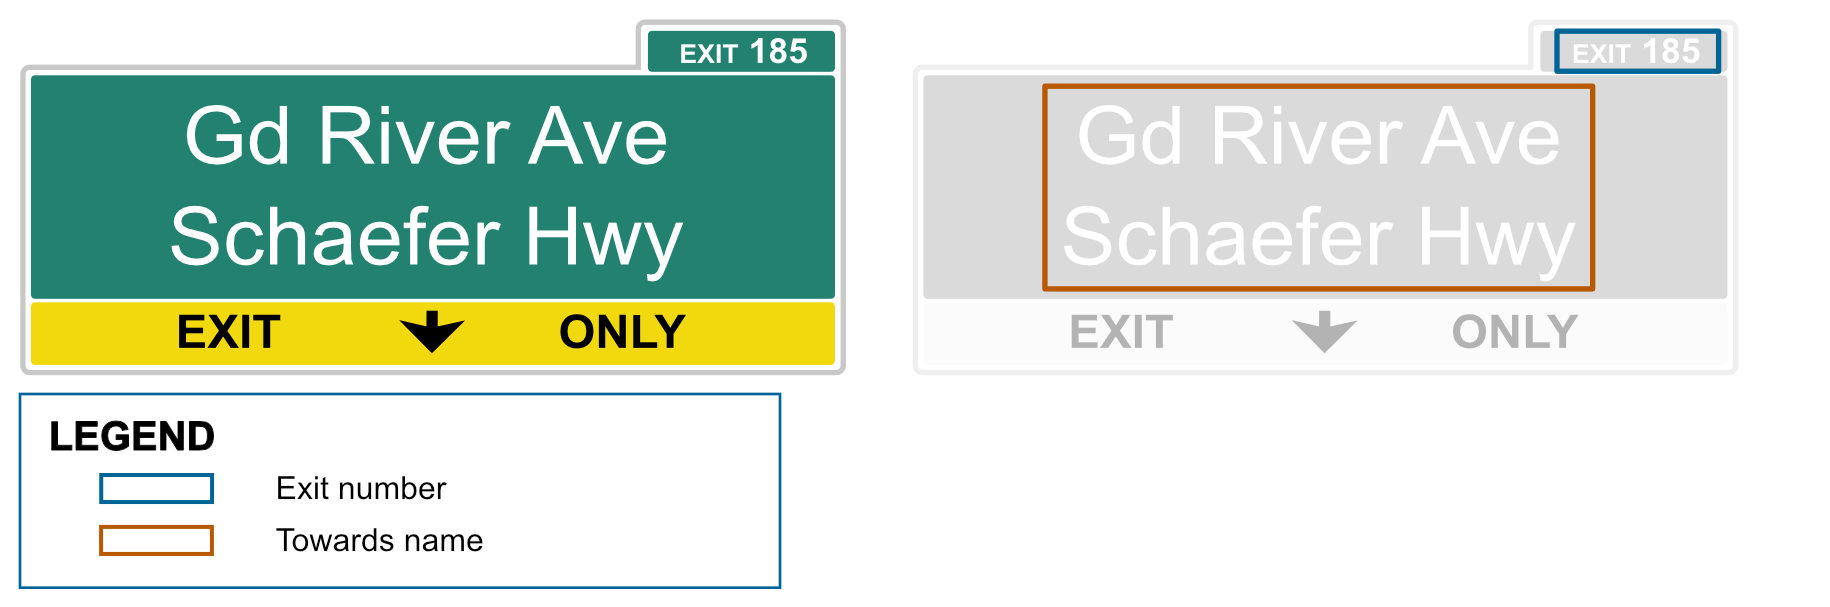 EXIT 185
Gd River Ave
Schaefer Hwy
EXIT ONLY
EXIT 185
Gd River Ave
Schaefer Hwy
EXIT ONLY
LEGEND
Exit number
Towards name